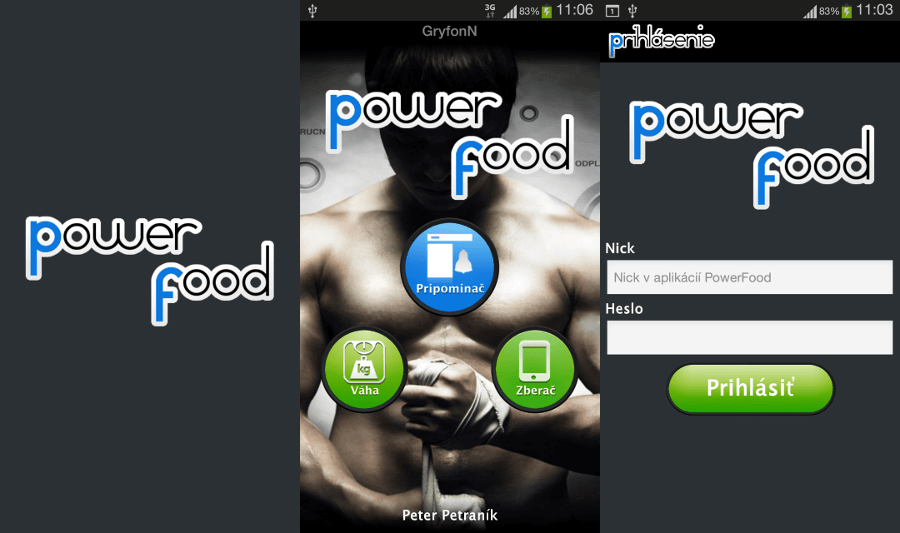 power
food
3G 83% 11:06
GryfonN
power
food
RUCN
ODPL
Pripomínač
kg
Váha
Zberač
Peter Petraník
1 83% 11:03
prihlásenie
power
food
Nick
Nick v aplikácií PowerFood
Heslo
Prihlásiť